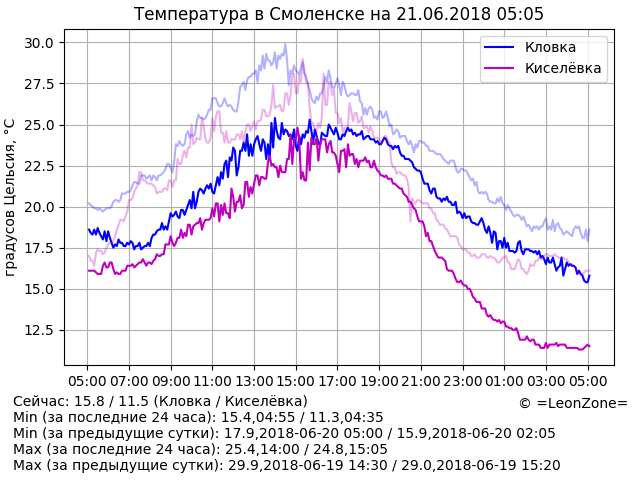 Температура в Смоленске на 21.06.2018 05:05
градусов Цельсия, °C
30.0
27.5
25.0
22.5
20.0
17.5
15.0
12.5
Кловка
Киселёвка
05:00 07:00 09:00 11:00 13:00 15:00 17:00 19:00 21:00 23:00 01:00 03:00 05:00
Сейчас: 15.8 / 11.5 (Кловка / Киселёвка)
© =LeonZone=
Min (за последние 24 часа): 15.4,04:55 / 11.3,04:35
Min (за предыдущие сутки): 17.9,2018-06-20 05:00 / 15.9,2018-06-20 02:05
Max (за последние 24 часа): 25.4,14:00 / 24.8,15:05
Max (за предыдущие сутки): 29.9,2018-06-19 14:30 / 29.0,2018-06-19 15:20